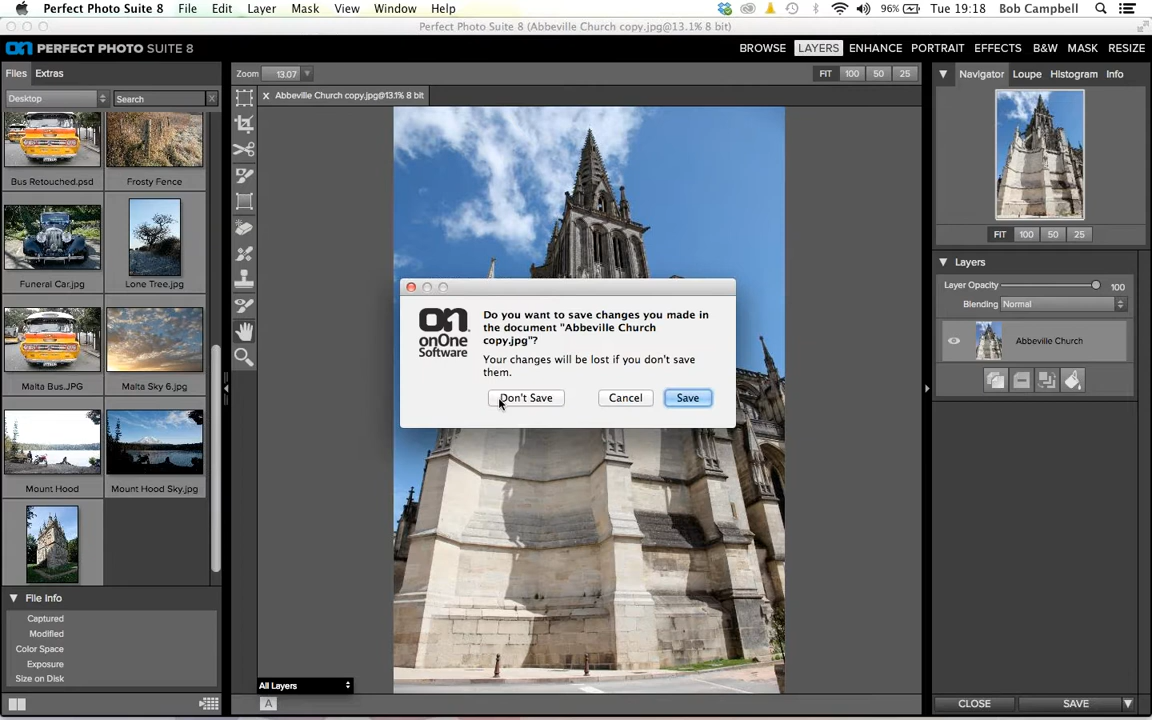 Perfect Photo Suite 8 File Edit Layer Mask View Window Help 96% Tue 19:18 Bob Campbell
Perfect Photo Suite 8 (Abbeville Church copy.jpg@13.1% 8 bit)
on PERFECT PHOTO SUITE 8 BROWSE LAYERS ENHANCE PORTRAIT EFFECTS B&W MASK RESIZE
Files Extras
Zoom 13.07 FIT 100 50 25
Navigator Loupe Histogram Info
Desktop Search X
x Abbeville Church copy.jpg@13.1% 8 bit
Bus Retouched.psd Frosty Fence
Funeral Car.jpg Lone Tree.jpg
Malta Bus.JPG Malta Sky 6.jpg
Mount Hood Mount Hood Sky.jpg
FIT 100 50 25
Layers
Layer Opacity 100
Blending Normal
Abbeville Church
on
onOne
Software
Do you want to save changes you made in
the document "Abbeville Church
copy.jpg"?
Your changes will be lost if you don't save
them.
Don't Save Cancel Save
File Info
Captured
Modified
Color Space
Exposure
Size on Disk
All Layers
A
CLOSE SAVE